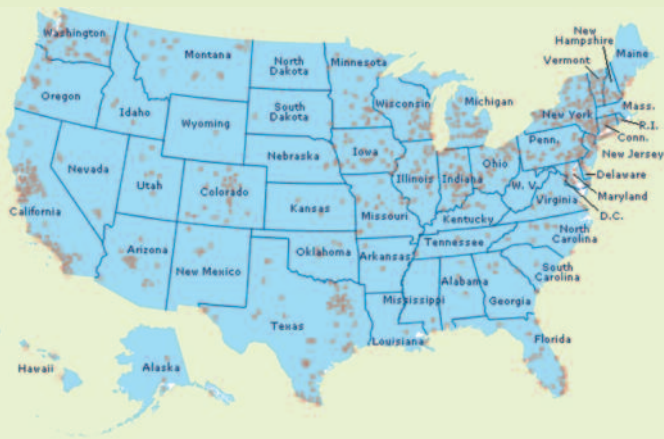 New
Hampshire
Washington
Vermont
Maine
Montana
North
Dakota
Minnesota
Oregon
Idaho
Wyoming
South
Dakota
Wisconsin
Michigan
New York
Mass.
R.I.
Conn.
Nevada
Utah
Colorado
Nebraska
Iowa
Illinois
Indiana
Ohio
Penn.
New Jersey
Delaware
Maryland
D.C.
W. V.
Virginia
California
Kansas
Missouri
Kentucky
North
Carolina
Arizona
New Mexico
Oklahoma
Arkansas
Tennessee
South
Carolina
Texas
Louisiana
Mississippi
Alabama
Georgia
Florida
Hawaii
Alaska